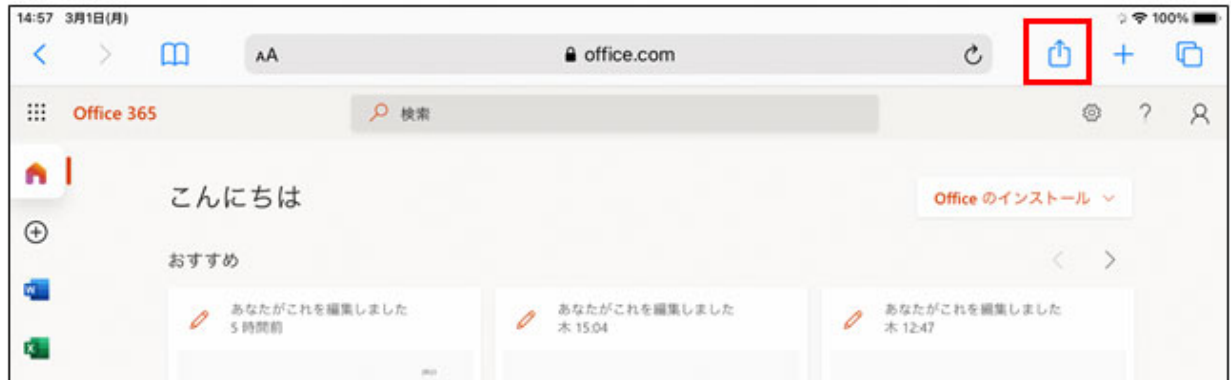 14:57 3月1日(月) 100%
AA office.com
Office 365 検索
こんにちは
Office のインストール
おすすめ
あなたがこれを編集しました
5 時間前
あなたがこれを編集しました
木 15:04
あなたがこれを編集しました
木 12:47